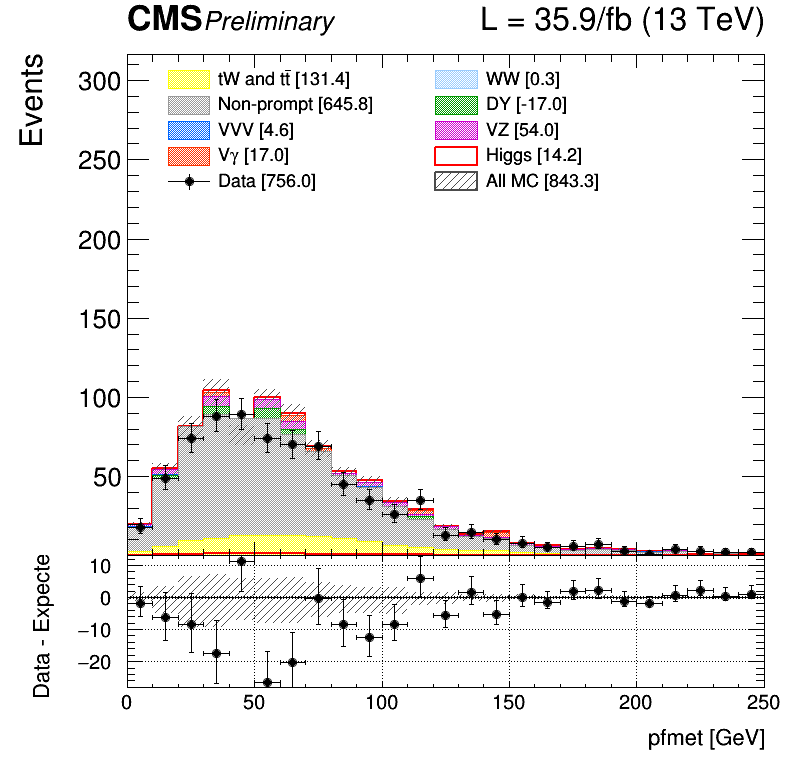 CMS Preliminary L = 35.9/fb (13 TeV)
Events
300
250
200
150
100
50
tW and tt̄ [131.4]
Non-prompt [645.8]
VVV [4.6]
Vγ [17.0]
Data [756.0]
WW [0.3]
DY [-17.0]
VZ [54.0]
Higgs [14.2]
All MC [843.3]
Data - Expecte
10
0
−10
−20
0 50 100 150 200 250
pfmet [GeV]